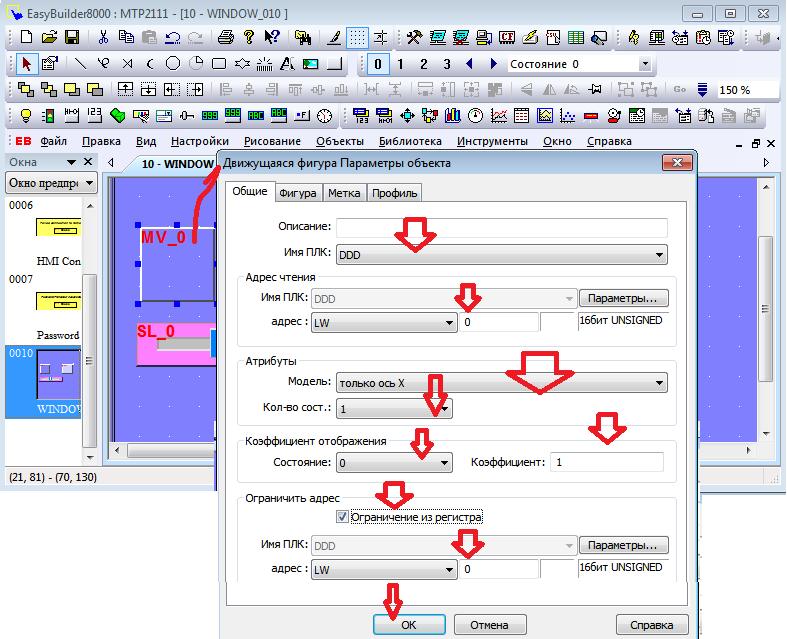 EasyBuilder8000 : MTP2111 - [10 - WINDOW_010 ]
0 1 2 3 Состояние 0
Go 150 %
EB Файл Правка Вид Настройки Рисование Объекты Библиотека Инструменты Окно Справка
Окна
10 - WINDOW
Окно предпр
0006
HMI Con
0007
Password
0010
WINDOW
MV_0
SL_0
Движущаяся фигура Параметры объекта
Общие Фигура Метка Профиль
Описание:
Имя ПЛК: DDD
Адрес чтения
Имя ПЛК: DDD Параметры...
адрес : LW 0 16бит UNSIGNED
Атрибуты
Модель: только ось X
Кол-во сост.: 1
Коэффициент отображения
Состояние: 0 Коэффициент: 1
Ограничить адрес
Ограничение из регистра
Имя ПЛК: DDD Параметры...
адрес : LW 0 16бит UNSIGNED
OK Отмена Справка
(21, 81) - (70, 130)